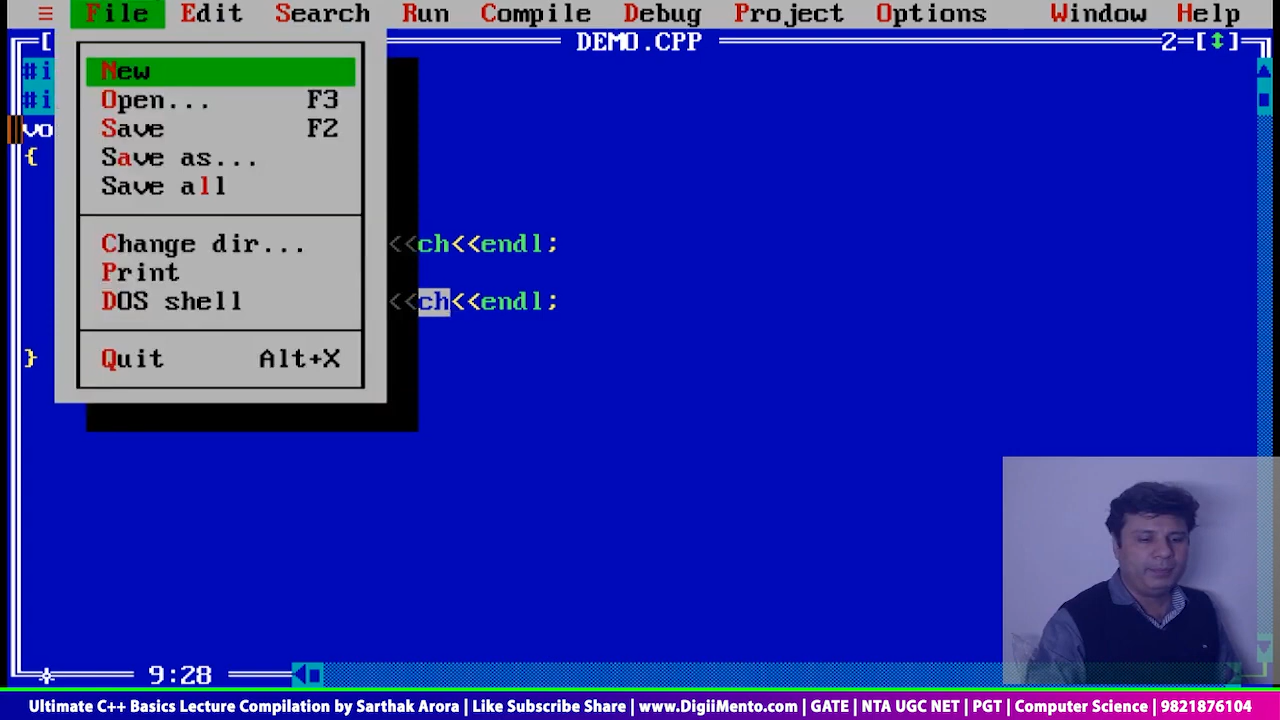 ≡ File Edit Search Run Compile Debug Project Options Window Help
[ DEMO.CPP 2=[↕]
New
Open... F3
Save F2
Save as...
Save all
Change dir...
Print
DOS shell
Quit Alt+X
#i
#i
vo
{
<<ch<<endl;
<<ch<<endl;
}
9:28
Ultimate C++ Basics Lecture Compilation by Sarthak Arora | Like Subscribe Share | www.DigiiMento.com | GATE | NTA UGC NET | PGT | Computer Science | 9821876104